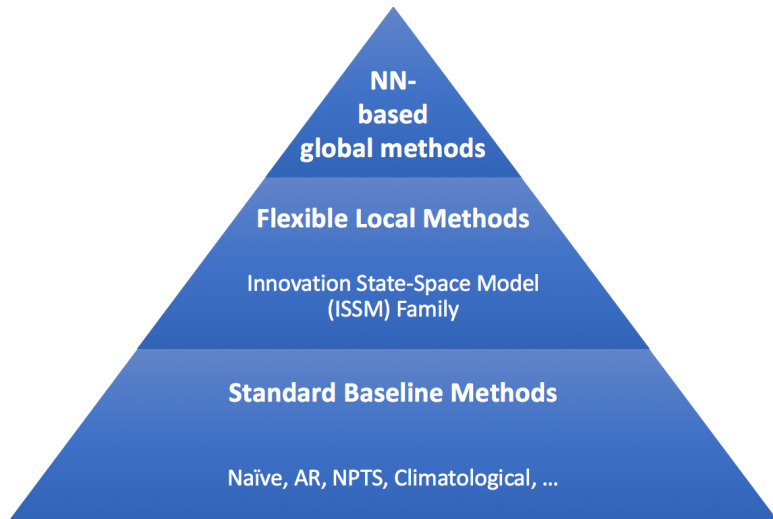 NN-
based
global methods
Flexible Local Methods
Innovation State-Space Model
(ISSM) Family
Standard Baseline Methods
Naïve, AR, NPTS, Climatological, ...